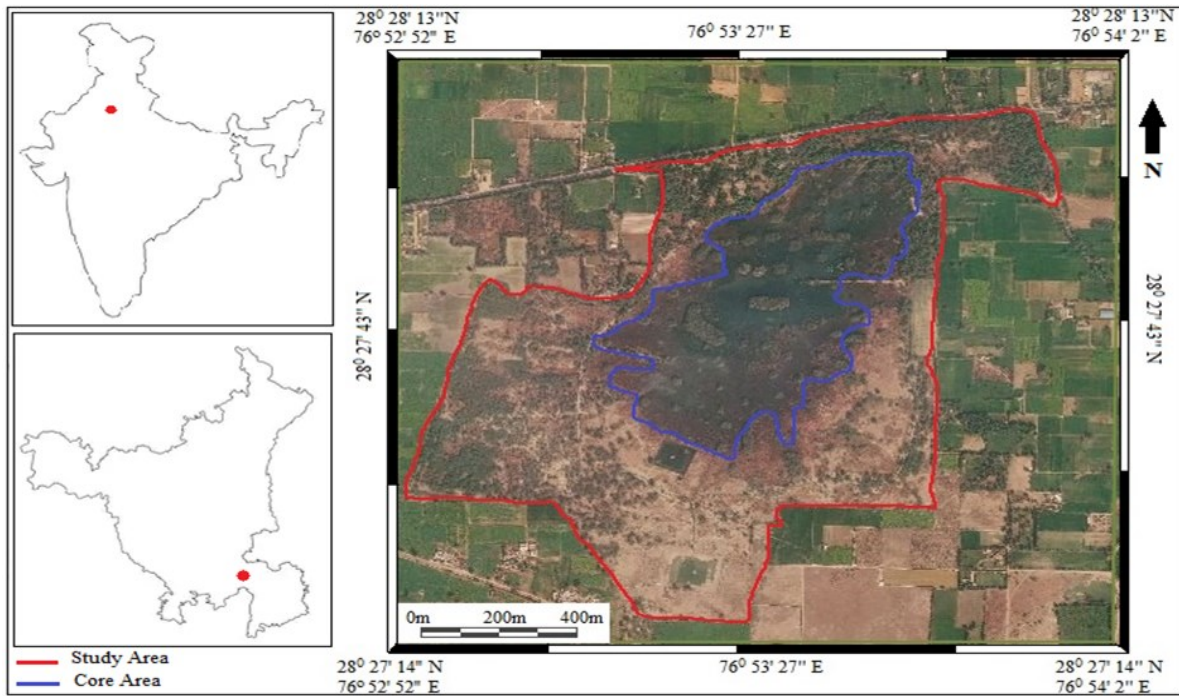 28⁰ 28' 13" N
76⁰ 52' 52" E
76⁰ 53' 27" E
28⁰ 28' 13"N
76⁰ 54' 2" E
N
28⁰ 27' 43" N
28⁰ 27' 43" N
0m 200m 400m
Study Area
Core Area
28⁰ 27' 14" N
76⁰ 52' 52" E
76⁰ 53' 27" E
28⁰ 27' 14" N
76⁰ 54' 2" E